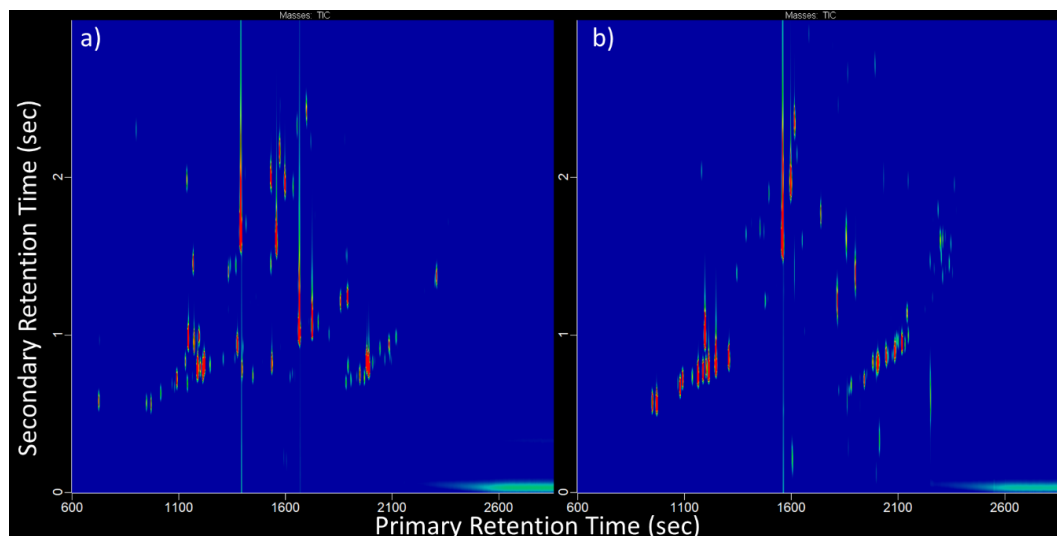 Masses: TIC
Masses: TIC
a)
b)
Secondary Retention Time (sec)
2
1
0
2
1
0
600
1100
1600
2100
2600
600
1100
1600
2100
2600
Primary Retention Time (sec)